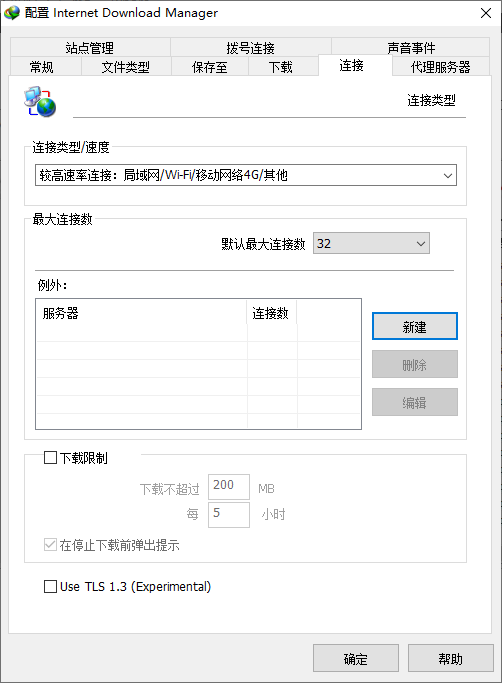 配置 Internet Download Manager
站点管理
拨号连接
声音事件
常规
文件类型
保存至
下载
连接
代理服务器
连接类型
连接类型/速度
较高速率连接：局域网/Wi-Fi/移动网络4G/其他
最大连接数
默认最大连接数 32
例外：
服务器 连接数
新建
删除
编辑
下载限制
下载不超过 200 MB
每 5 小时
在停止下载前弹出提示
Use TLS 1.3 (Experimental)
确定
帮助